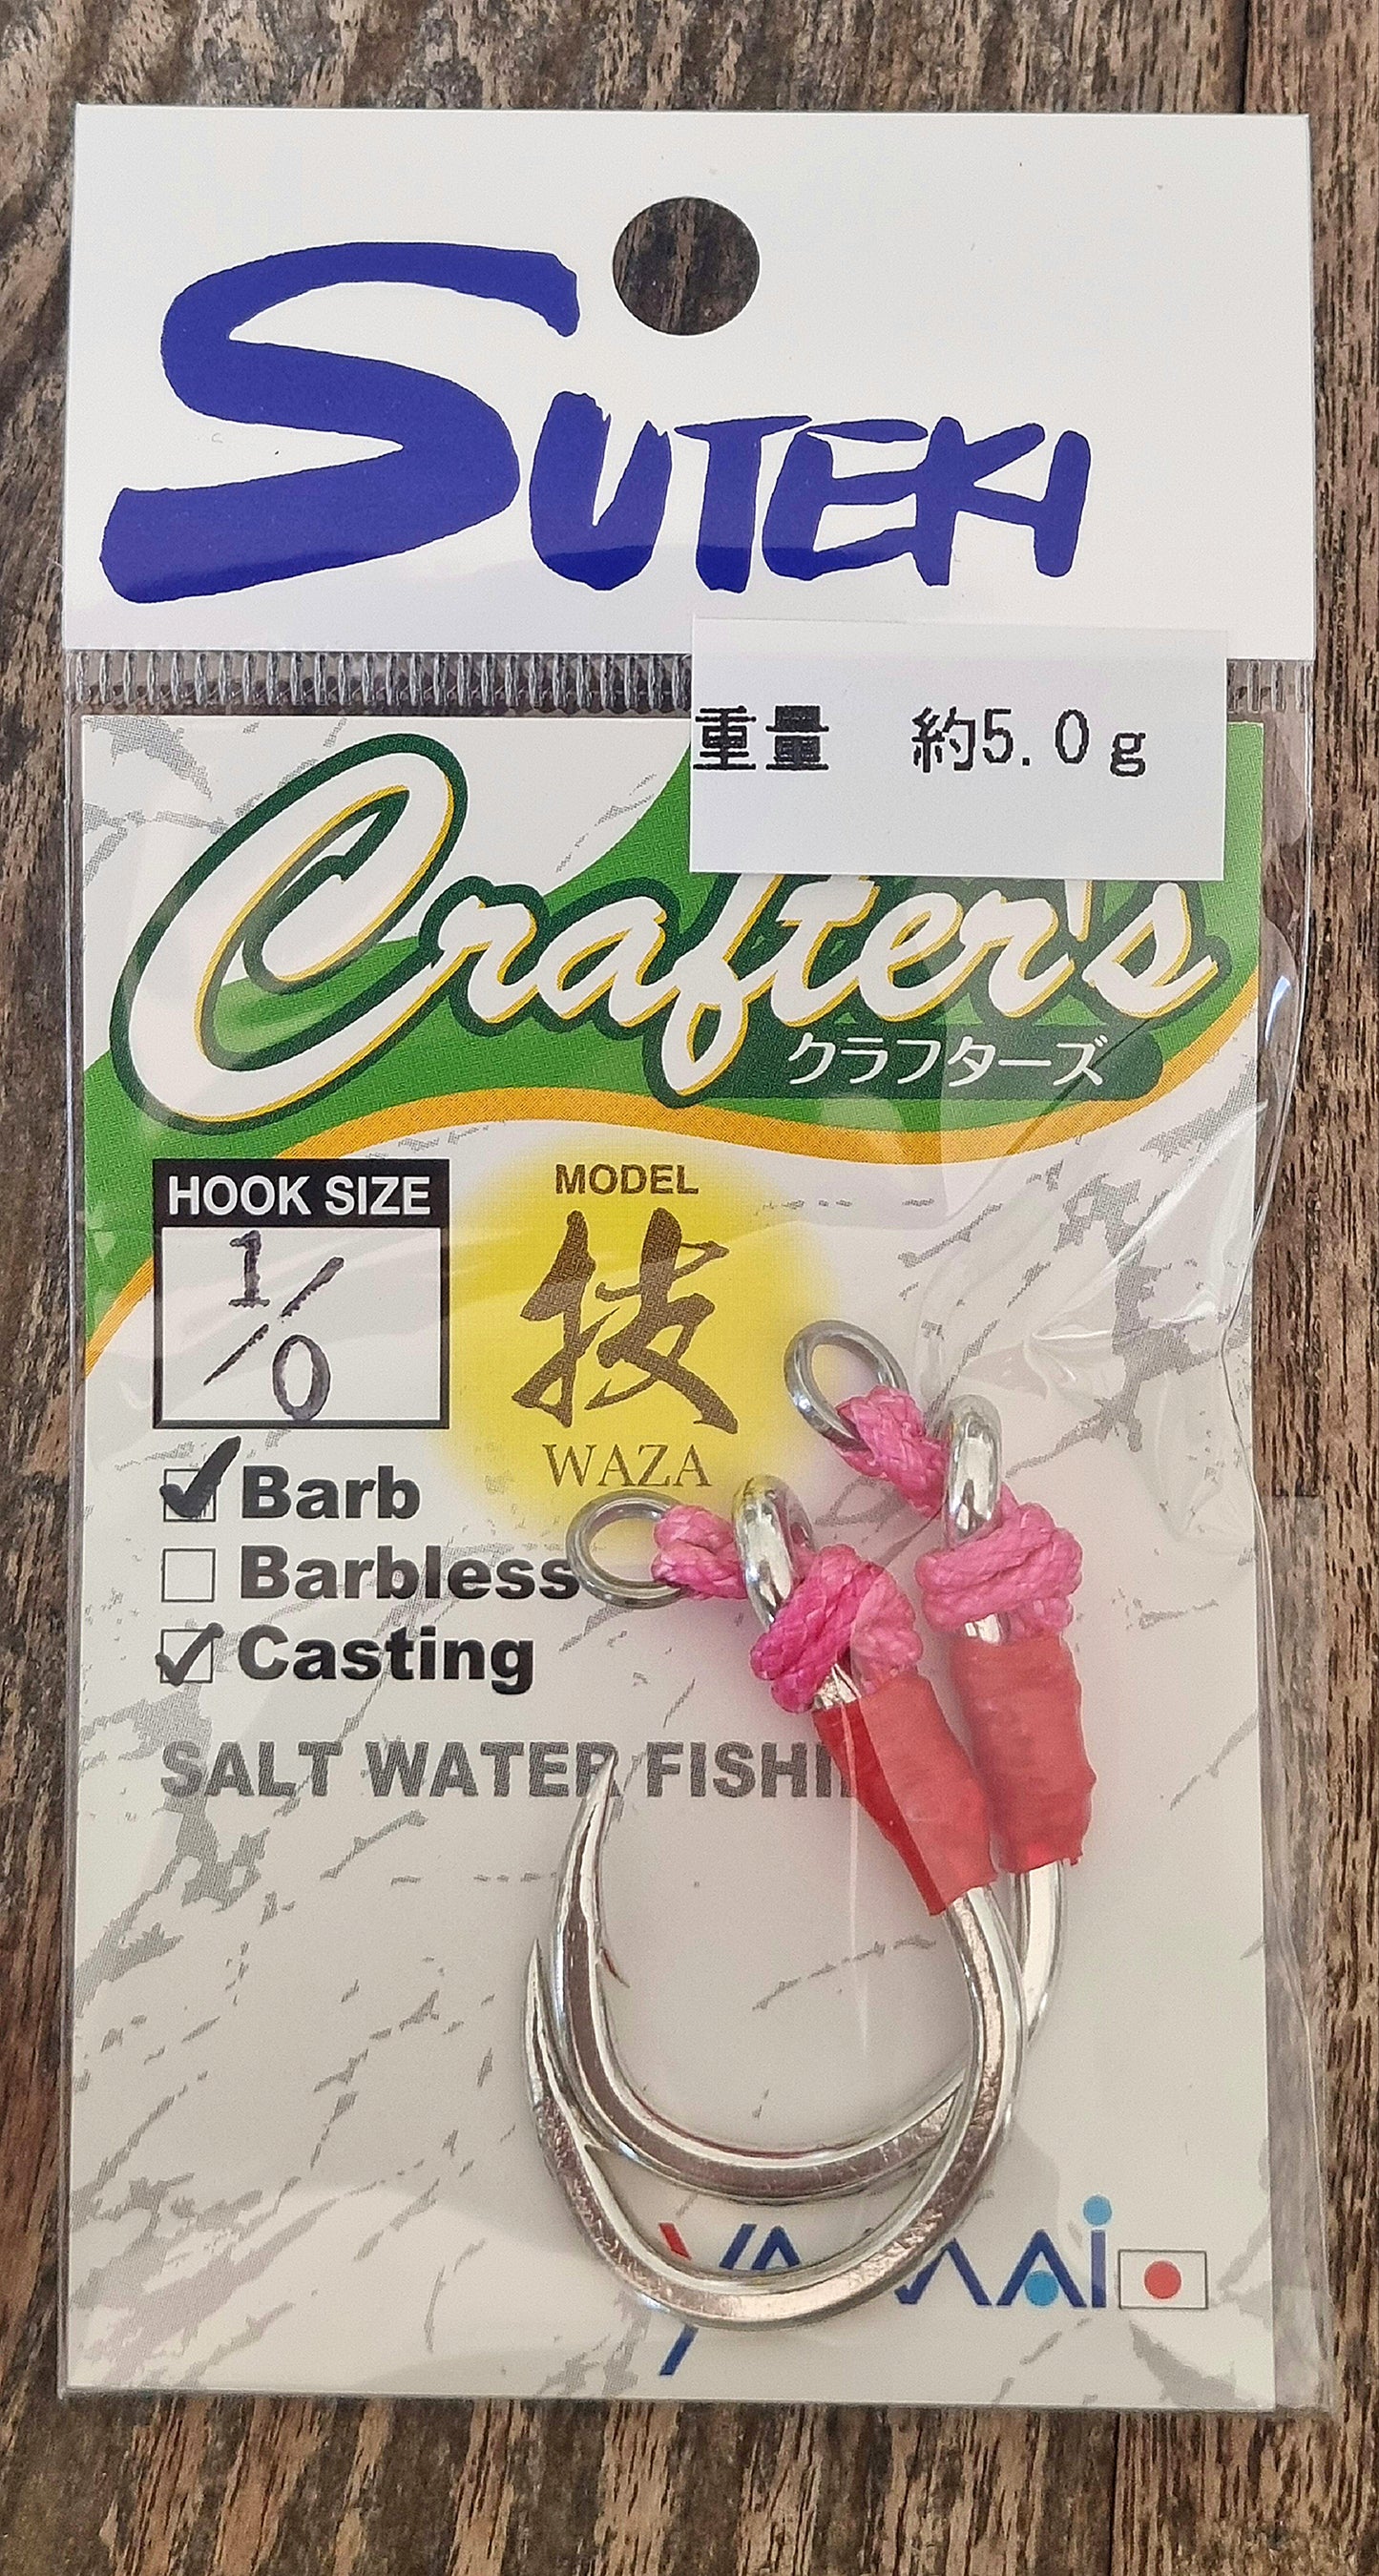 SUTEKI
重量　約5.0g
Crafter's
クラフターズ
HOOK SIZE
1/0
MODEL
技
WAZA
Barb
Barbless
Casting
SALT WATER